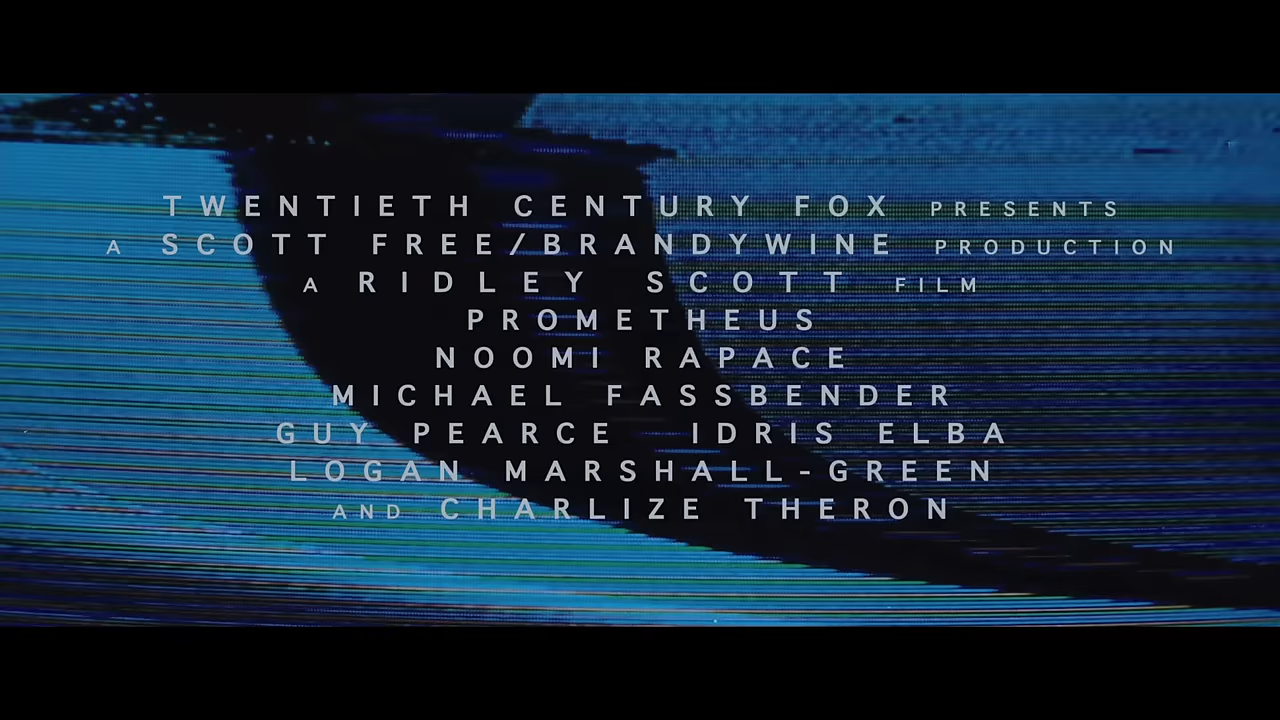 TWENTIETH CENTURY FOX PRESENTS
A SCOTT FREE/BRANDYWINE PRODUCTION
A RIDLEY SCOTT FILM
PROMETHEUS
NOOMI RAPACE
MICHAEL FASSBENDER
GUY PEARCE IDRIS ELBA
LOGAN MARSHALL-GREEN
AND CHARLIZE THERON